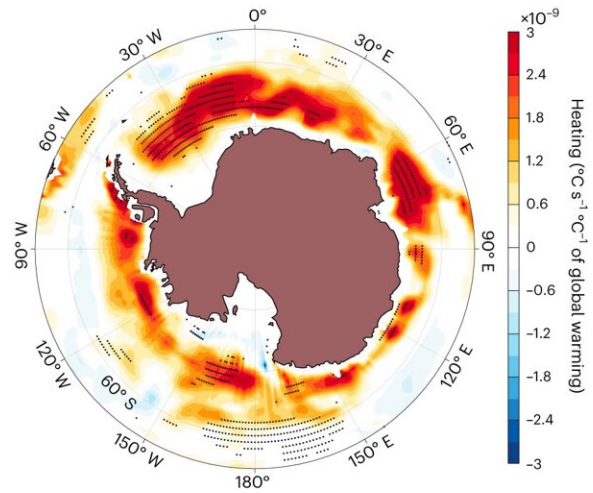 0°
30° W
30° E
60° W
60° E
90° W
90° E
120° W
60° S
120° E
150° W
150° E
180°
×10⁻⁹
3
2.4
1.8
1.2
0.6
0
−0.6
−1.2
−1.8
−2.4
−3
Heating (°C s⁻¹ °C⁻¹ of global warming)